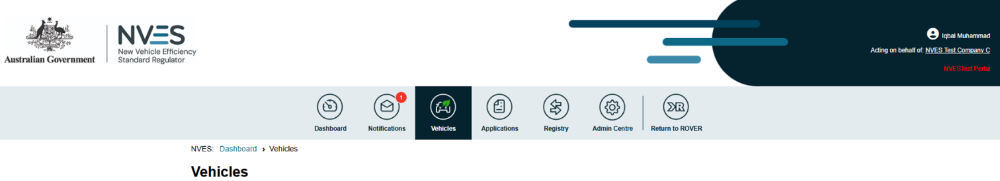 Australian Government
NVES
New Vehicle Efficiency
Standard Regulator
Iqbal Muhammad
Acting on behalf of: NVES Test Company C
NVESTest Portal
1
Dashboard
Notifications
Vehicles
Applications
Registry
Admin Centre
R
Return to ROVER
NVES: Dashboard › Vehicles
Vehicles